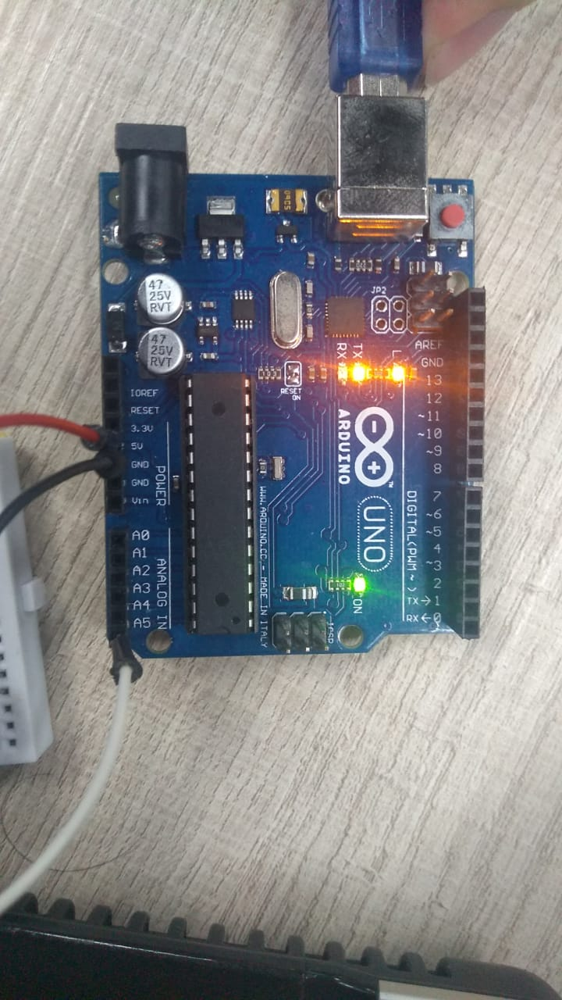 5060
47
25V
RVT
47
25V
RVT
JP2
RESET
ON
TX
RX
L
AREF
GND
13
12
~11
~10
~9
8
7
~6
~5
4
~3
2
TX→1
RX←0
DIGITAL(PWM~)
IOREF
RESET
3.3V
5V
GND
GND
Vin
POWER
A0
A1
A2
A3
A4
A5
ANALOG IN
ARDUINO
TM
UNO
WWW.ARDUINO.CC - MADE IN ITALY
ON
ICSP